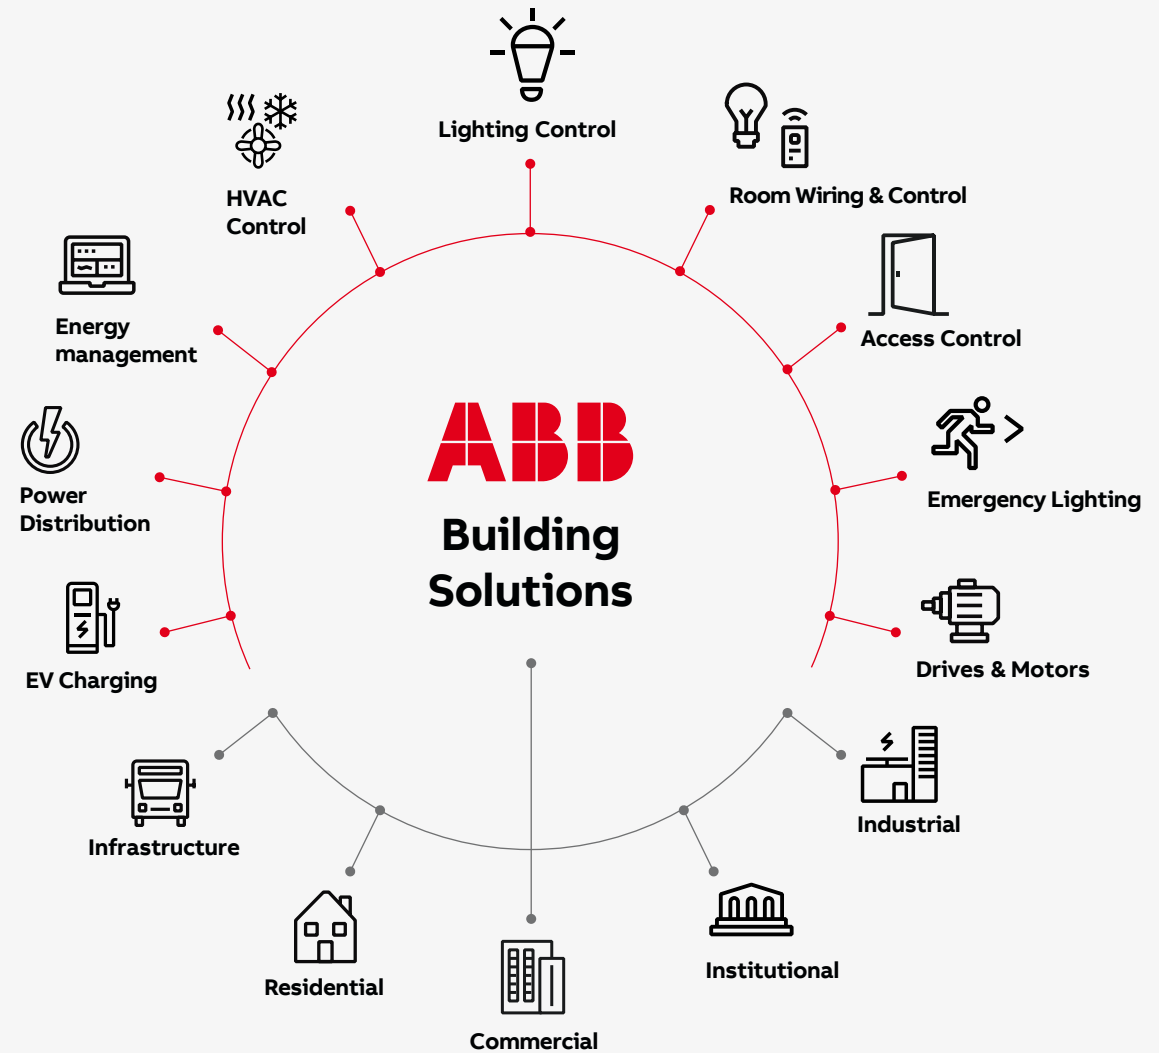 Lighting Control
HVAC
Control
Room Wiring & Control
Energy
management
Access Control
ABB
Building
Solutions
Power
Distribution
Emergency Lighting
EV Charging
Drives & Motors
Infrastructure
Industrial
Residential
Institutional
Commercial